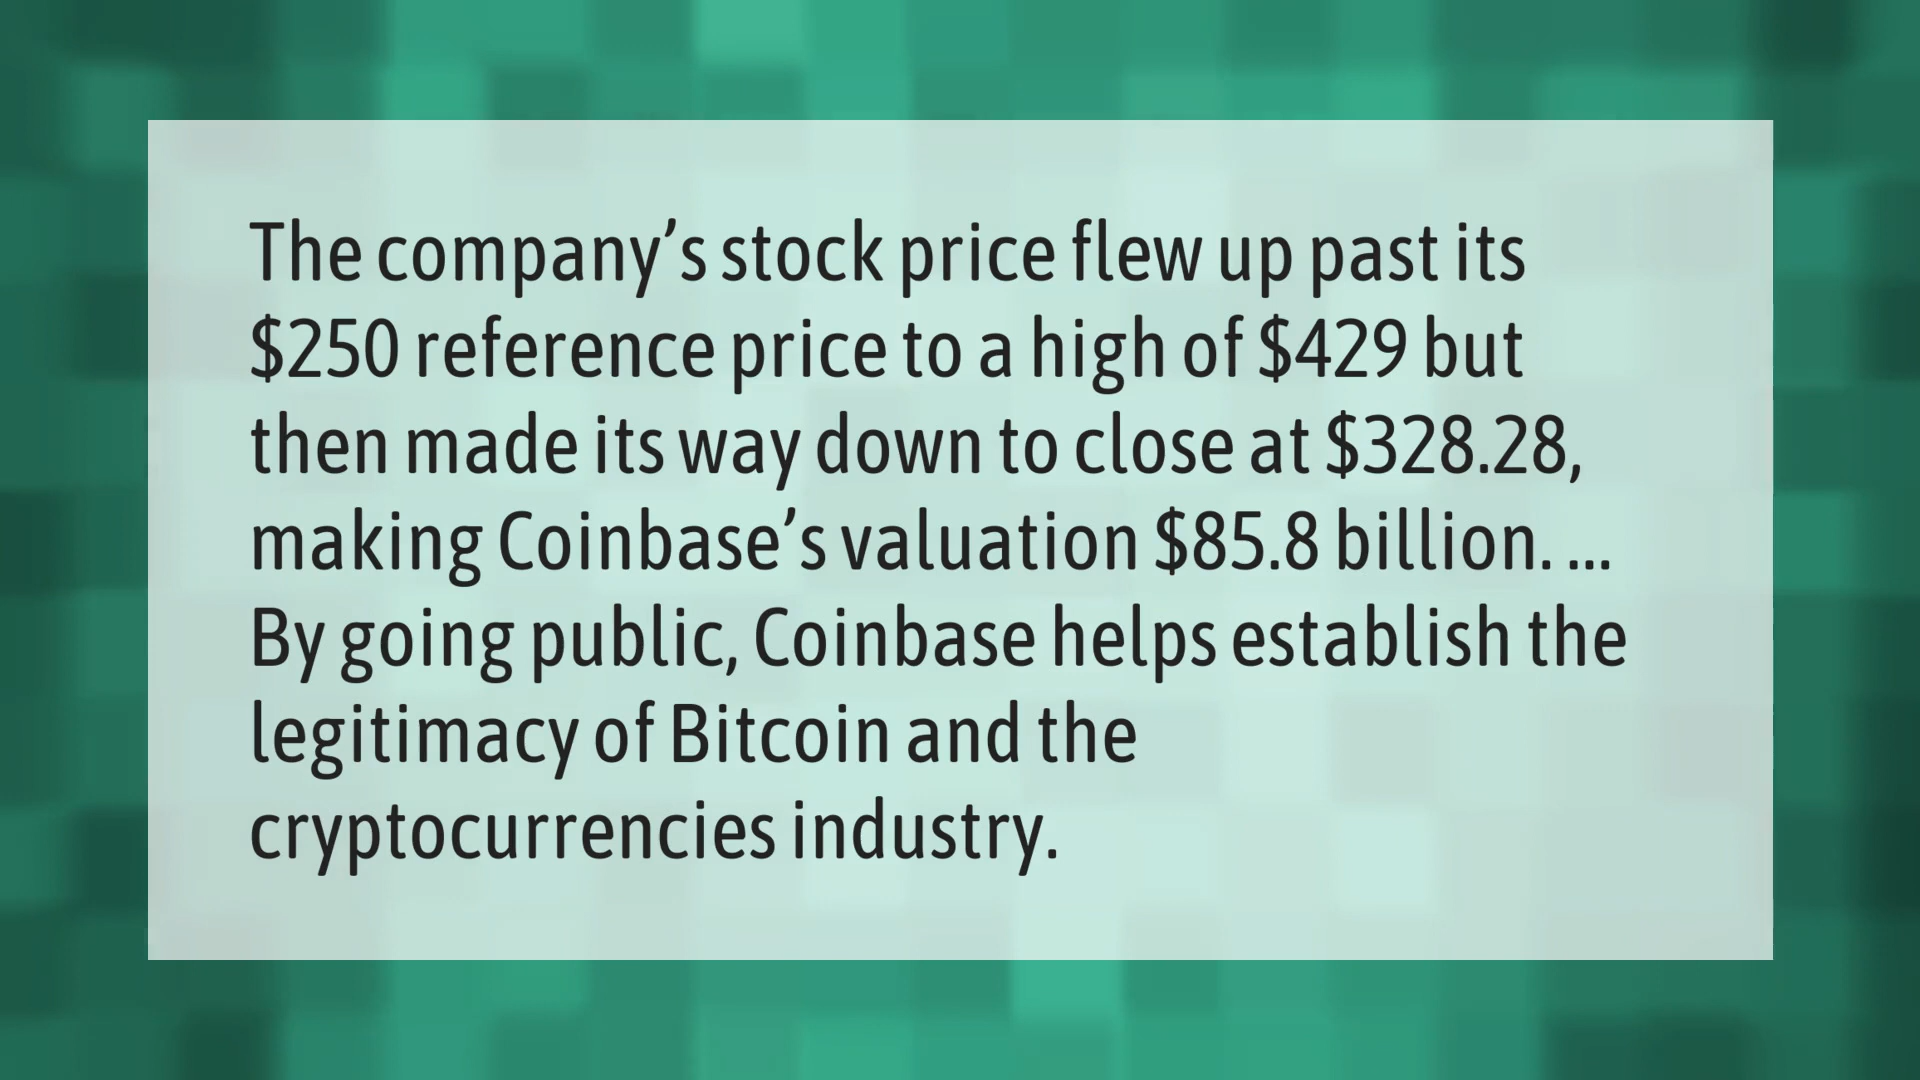 The company’s stock price flew up past its
$250 reference price to a high of $429 but
then made its way down to close at $328.28,
making Coinbase’s valuation $85.8 billion. ...
By going public, Coinbase helps establish the
legitimacy of Bitcoin and the
cryptocurrencies industry.